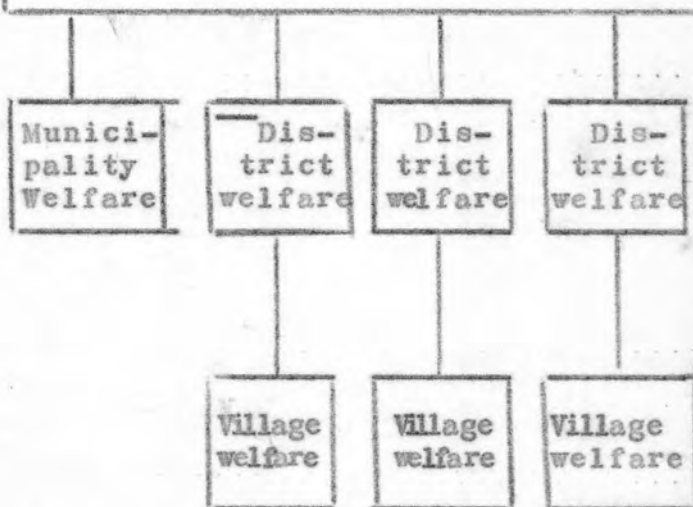 Munici-
pality
Welfare
Dis-
trict
welfare
Dis-
trict
welfare
Dis-
trict
welfare
Village
welfare
Village
welfare
Village
welfare